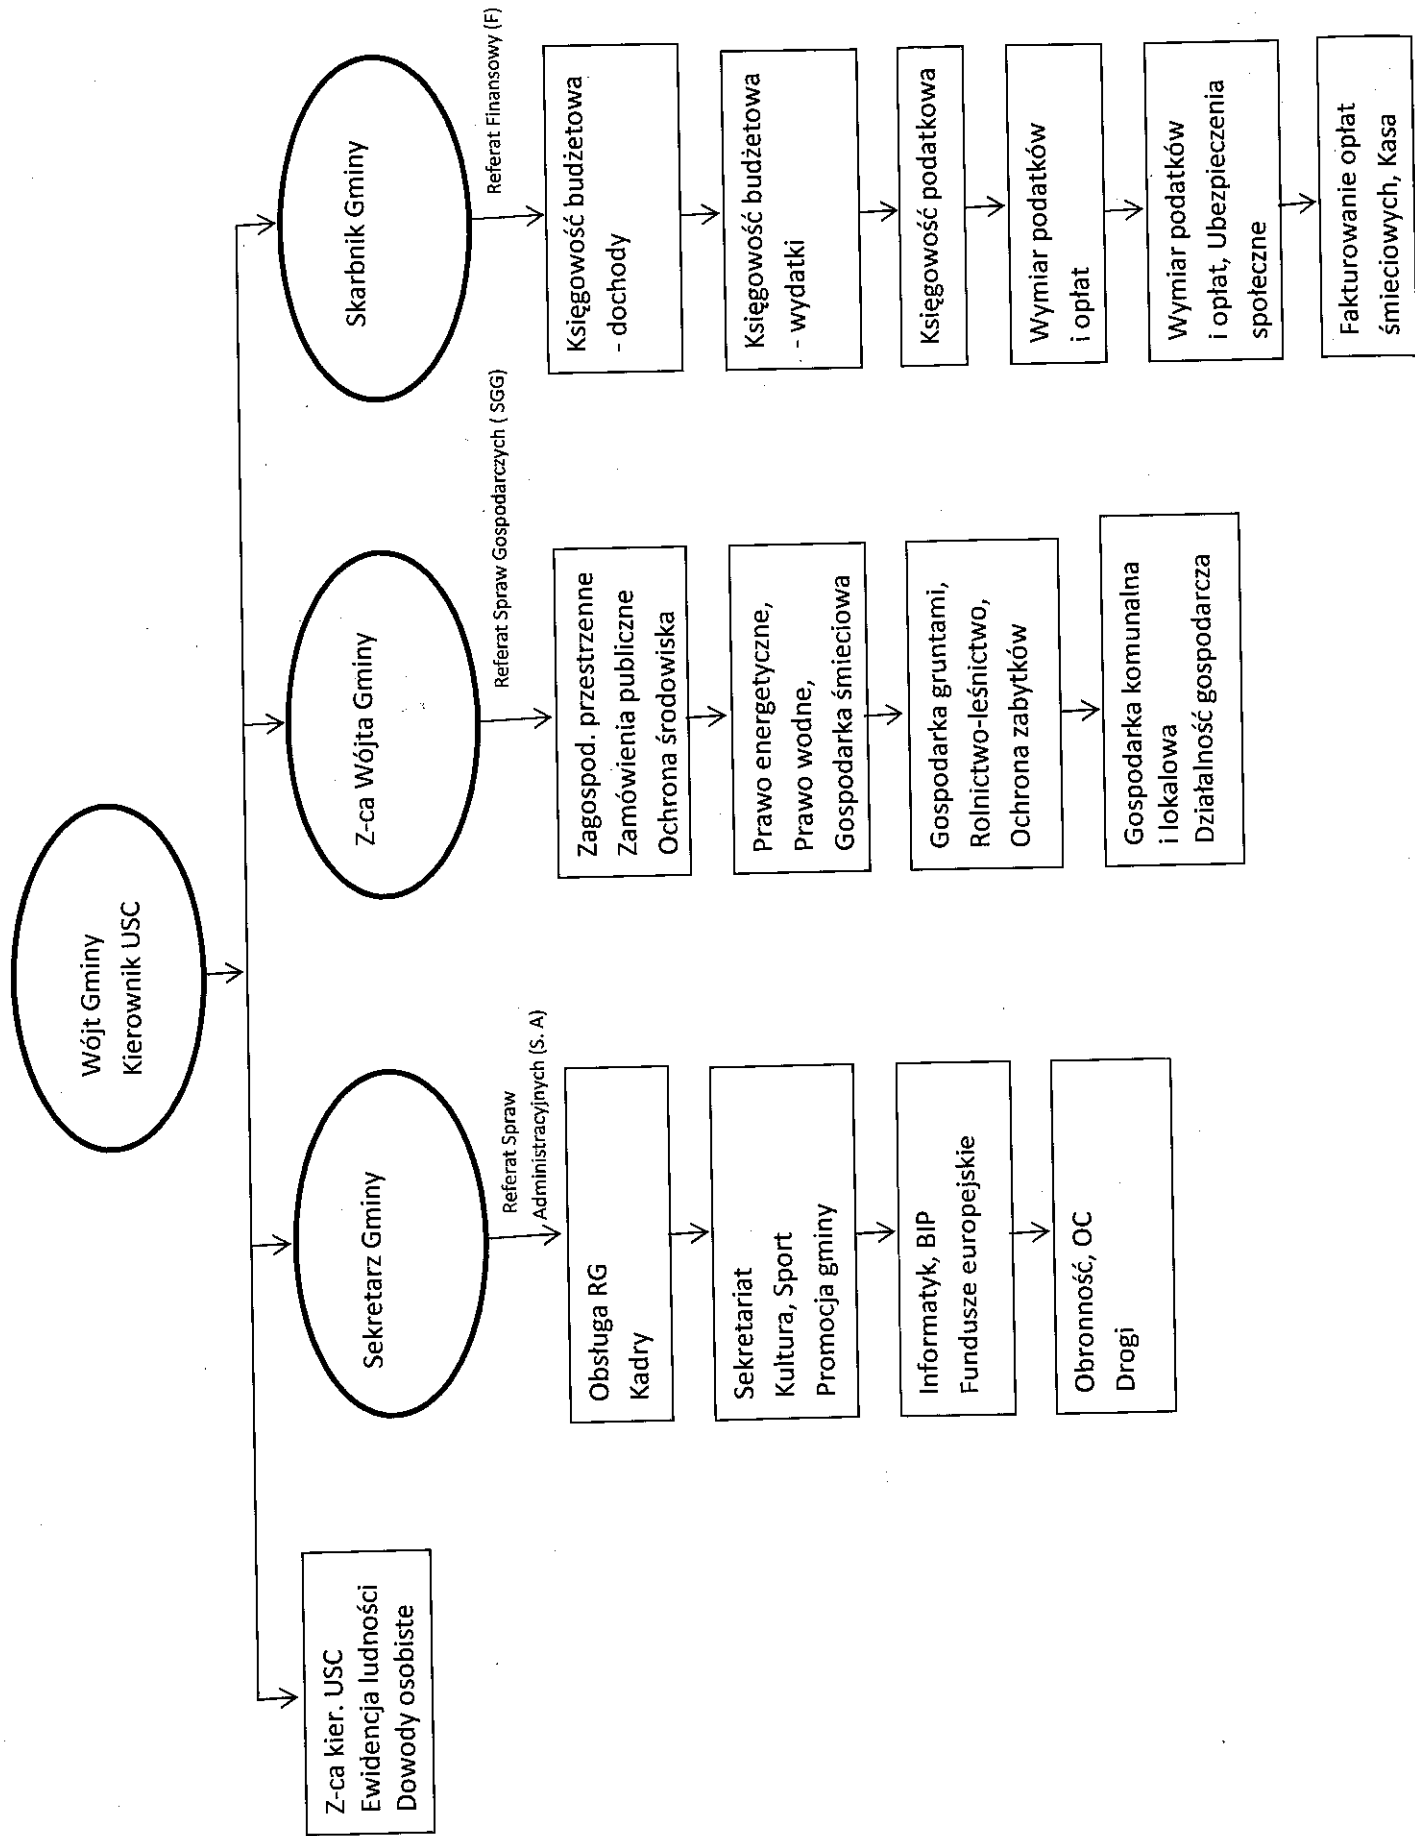 Wójt Gminy
Kierownik USC
Z-ca kier. USC
Ewidencja ludności
Dowody osobiste
Sekretarz Gminy
Referat Spraw
Administracyjnych (S. A)
Obsługa RG
Kadry
Sekretariat
Kultura, Sport
Promocja gminy
Informatyk, BIP
Fundusze europejskie
Obronność, OC
Drogi
Z-ca Wójta Gminy
Referat Spraw Gospodarczych ( SGG)
Zagospod. przestrzenne
Zamówienia publiczne
Ochrona środowiska
Prawo energetyczne,
Prawo wodne,
Gospodarka śmieciowa
Gospodarka gruntami,
Rolnictwo-leśnictwo,
Ochrona zabytków
Gospodarka komunalna
i lokalowa
Działalność gospodarcza
Skarbnik Gminy
Referat Finansowy (F)
Księgowość budżetowa
- dochody
Księgowość budżetowa
- wydatki
Księgowość podatkowa
Wymiar podatków
i opłat
Wymiar podatków
i opłat, Ubezpieczenia
społeczne
Fakturowanie opłat
śmieciowych, Kasa